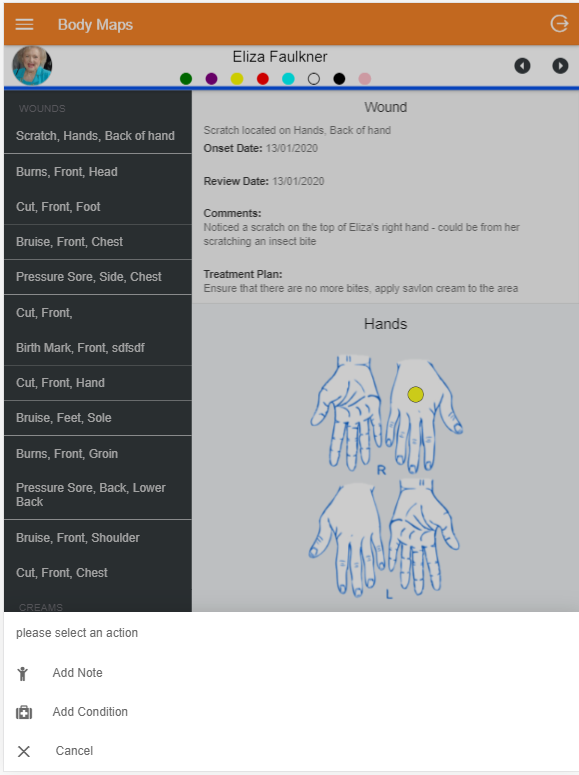 Body Maps
Eliza Faulkner
WOUNDS
Scratch, Hands, Back of hand
Burns, Front, Head
Cut, Front, Foot
Bruise, Front, Chest
Pressure Sore, Side, Chest
Cut, Front,
Birth Mark, Front, sdfsdf
Cut, Front, Hand
Bruise, Feet, Sole
Burns, Front, Groin
Pressure Sore, Back, Lower
Back
Bruise, Front, Shoulder
Cut, Front, Chest
CREAMS
Wound
Scratch located on Hands, Back of hand
Onset Date: 13/01/2020
Review Date: 13/01/2020
Comments:
Noticed a scratch on the top of Eliza's right hand - could be from her
scratching an insect bite
Treatment Plan:
Ensure that there are no more bites, apply savlon cream to the area
Hands
R
L
please select an action
Add Note
Add Condition
Cancel